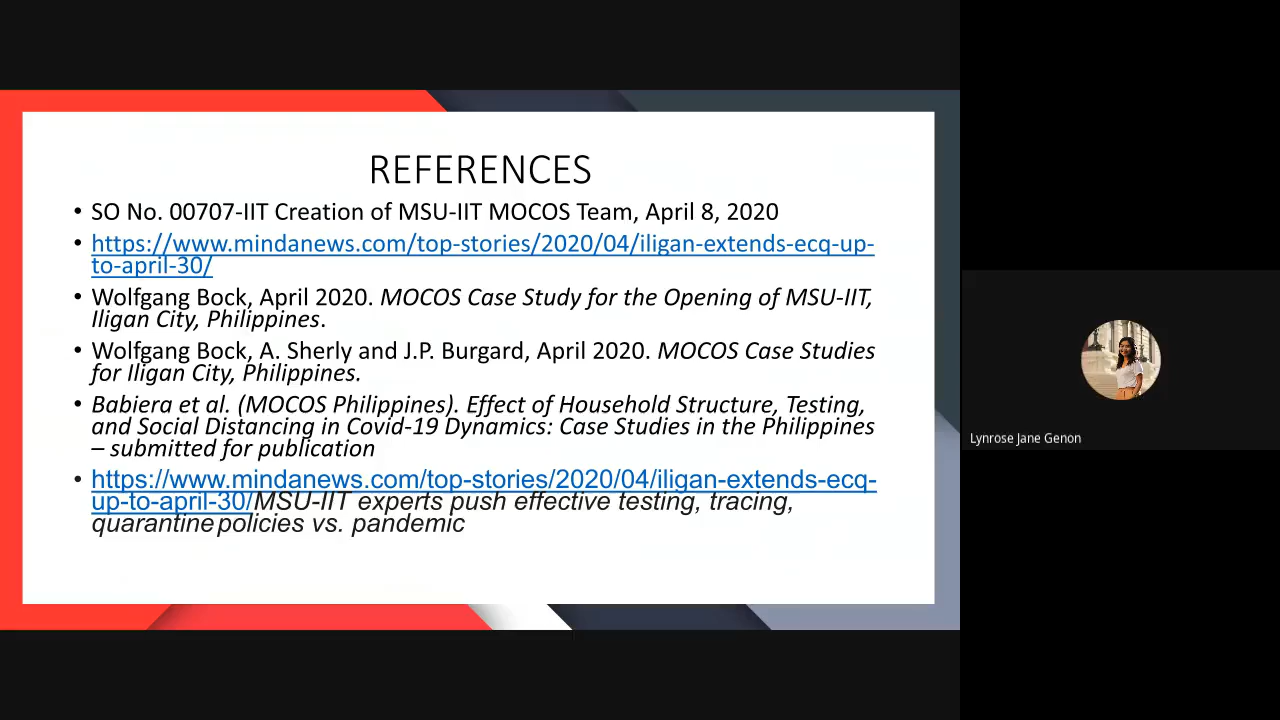 REFERENCES
• SO No. 00707-IIT Creation of MSU-IIT MOCOS Team, April 8, 2020
• https://www.mindanews.com/top-stories/2020/04/iligan-extends-ecq-up-
to-april-30/
• Wolfgang Bock, April 2020. MOCOS Case Study for the Opening of MSU-IIT,
Iligan City, Philippines.
• Wolfgang Bock, A. Sherly and J.P. Burgard, April 2020. MOCOS Case Studies
for Iligan City, Philippines.
• Babiera et al. (MOCOS Philippines). Effect of Household Structure, Testing,
and Social Distancing in Covid-19 Dynamics: Case Studies in the Philippines
– submitted for publication
• https://www.mindanews.com/top-stories/2020/04/iligan-extends-ecq-
up-to-april-30/MSU-IIT experts push effective testing, tracing,
quarantine policies vs. pandemic
Lynrose Jane Genon